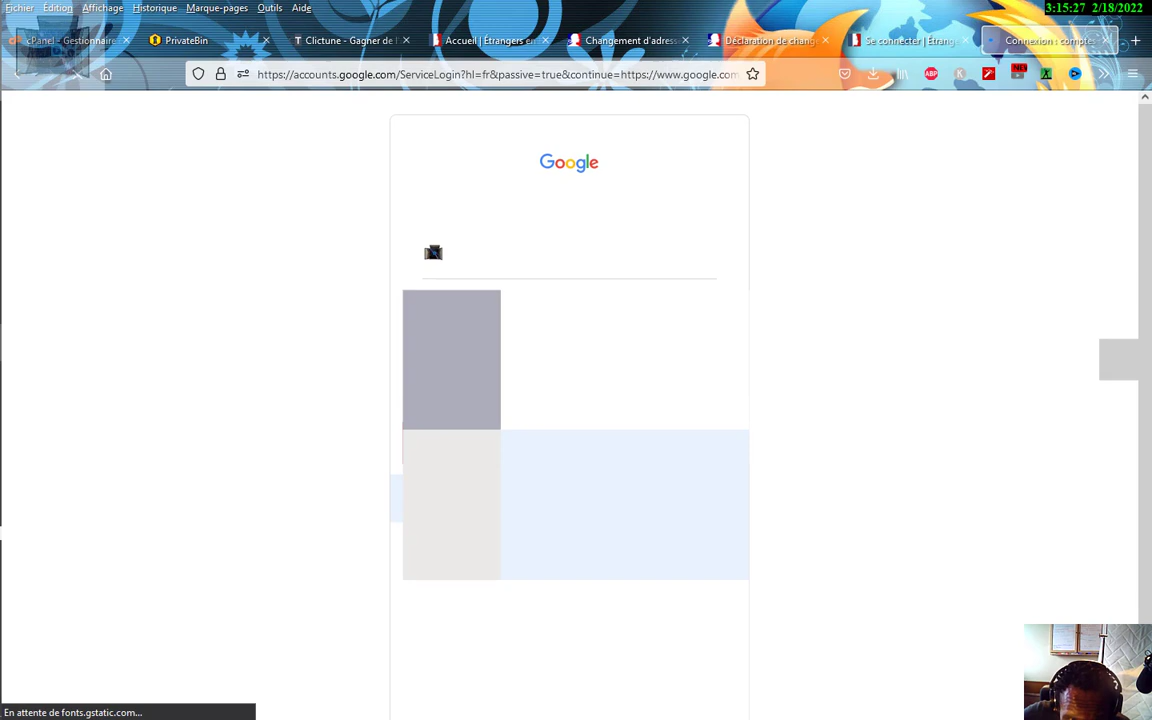 Fichier Édition Affichage Historique Marque-pages Outils Aide
3:15:27 2/18/2022
cPanel - Gestionnaire
PrivateBin
Clictune - Gagner de l
Accueil | Étrangers en
Changement d'adress
Déclaration de chang
Se connecter | Étrang
Connexion : comptes
https://accounts.google.com/ServiceLogin?hl=fr&passive=true&continue=https://www.google.com
ABP
Google
En attente de fonts.gstatic.com...